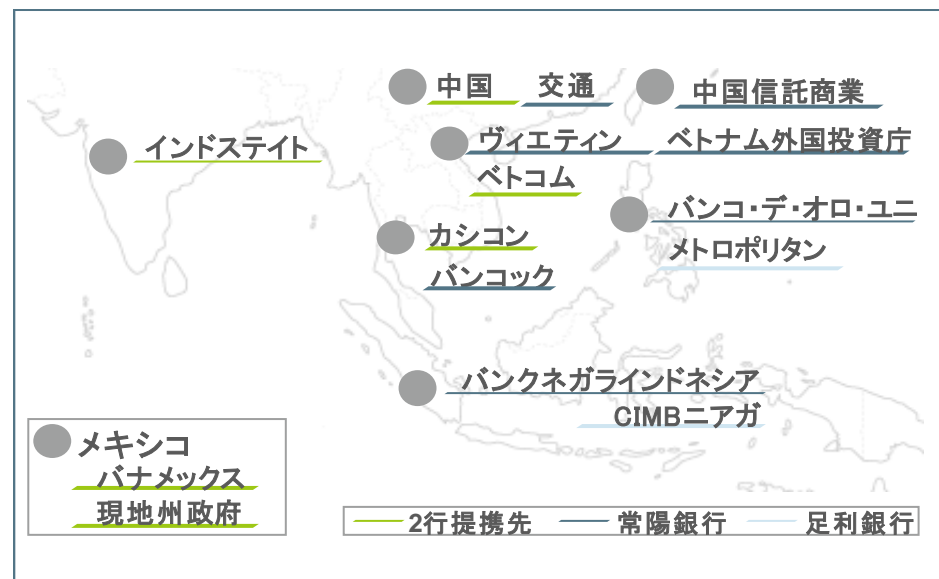 中国 交通 中国信託商業
インドステイト ヴィエティン ベトナム外国投資庁
ベトコム
カシコン バンコ・デ・オロ・ユニ
バンコック メトロポリタン
バンクネガラインドネシア
CIMBニアガ
メキシコ
バナメックス
現地州政府
2行提携先 常陽銀行 足利銀行